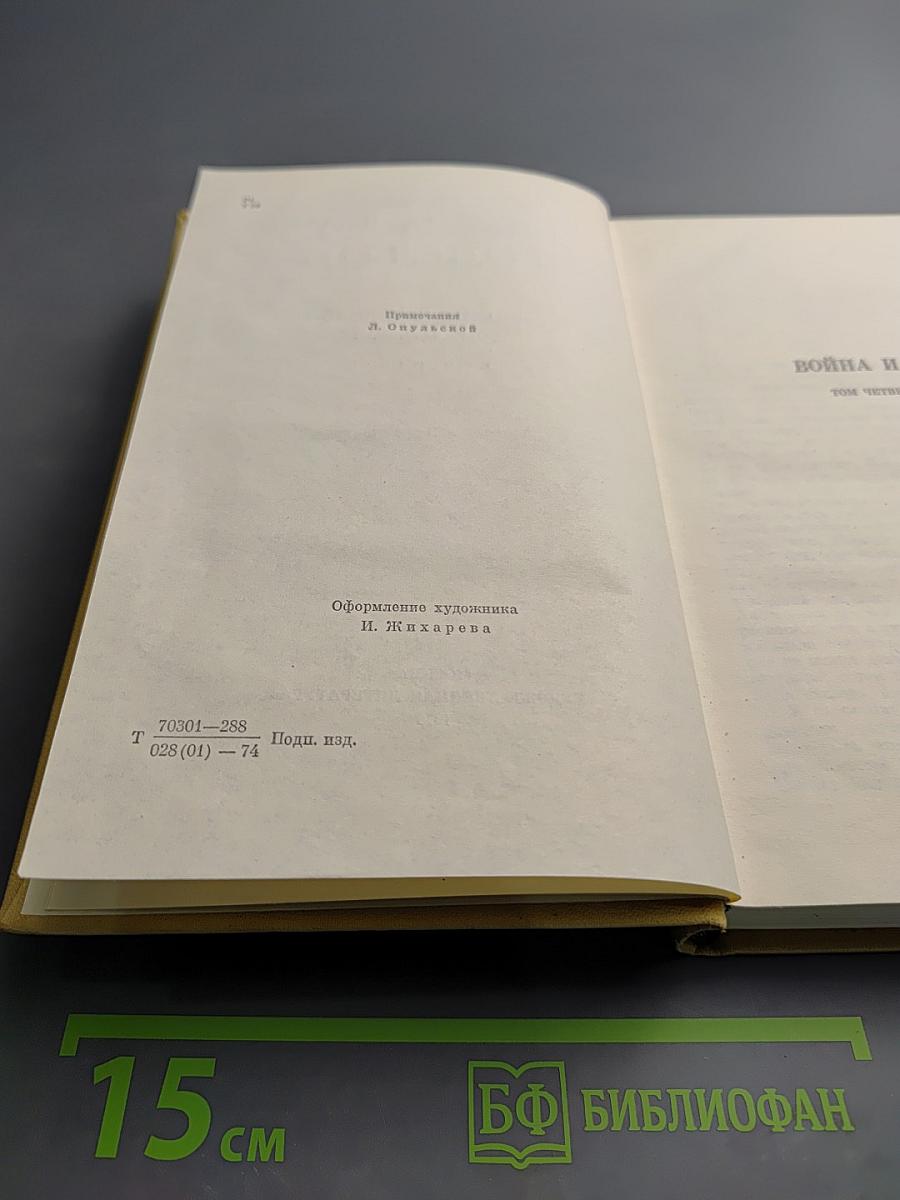 Примечания
Л. Опульской
Оформление художника
И. Жихарева
Т 70301—288
028(01) — 74 Подп. изд.
ВОЙНА И
ТОМ
15 см
БФ БИБЛИОФАН